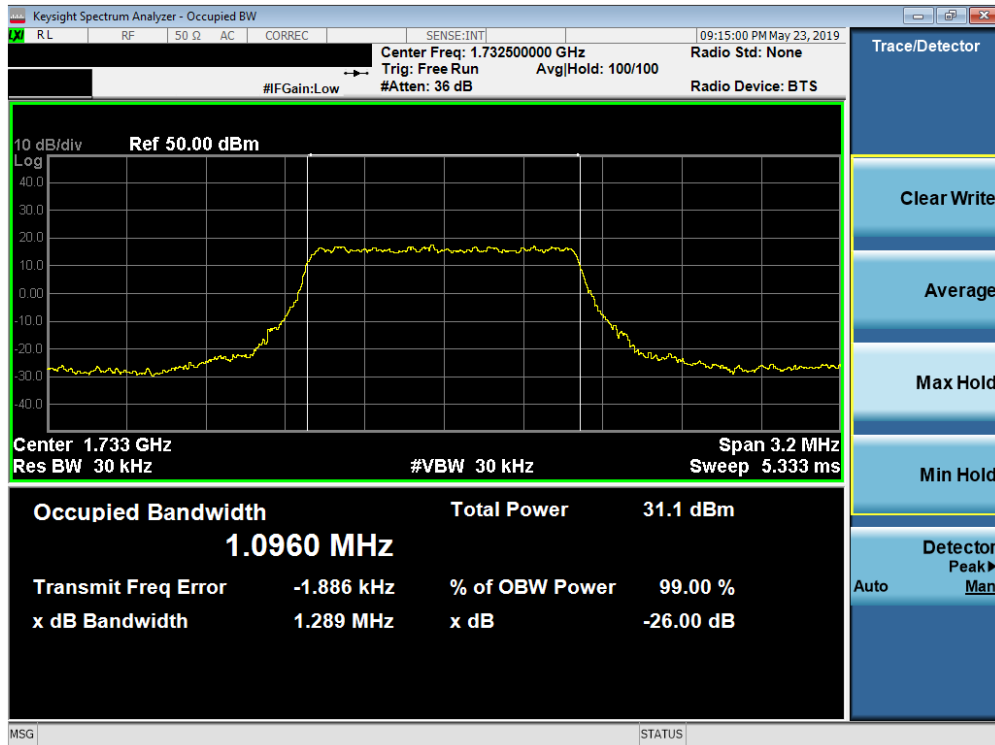 Keysight Spectrum Analyzer - Occupied BW
LXI RL RF 50 Ω AC CORREC SENSE:INT 09:15:00 PM May 23, 2019
Center Freq: 1.732500000 GHz Radio Std: None
Trig: Free Run Avg|Hold: 100/100
#IFGain:Low #Atten: 36 dB Radio Device: BTS
10 dB/div Ref 50.00 dBm
Log
40.0
30.0
20.0
10.0
0.00
-10.0
-20.0
-30.0
-40.0
Center 1.733 GHz Span 3.2 MHz
Res BW 30 kHz #VBW 30 kHz Sweep 5.333 ms
Occupied Bandwidth Total Power 31.1 dBm
1.0960 MHz
Transmit Freq Error -1.886 kHz % of OBW Power 99.00 %
x dB Bandwidth 1.289 MHz x dB -26.00 dB
MSG STATUS
Trace/Detector
Clear Write
Average
Max Hold
Min Hold
Detector
Peak▶
Auto Man